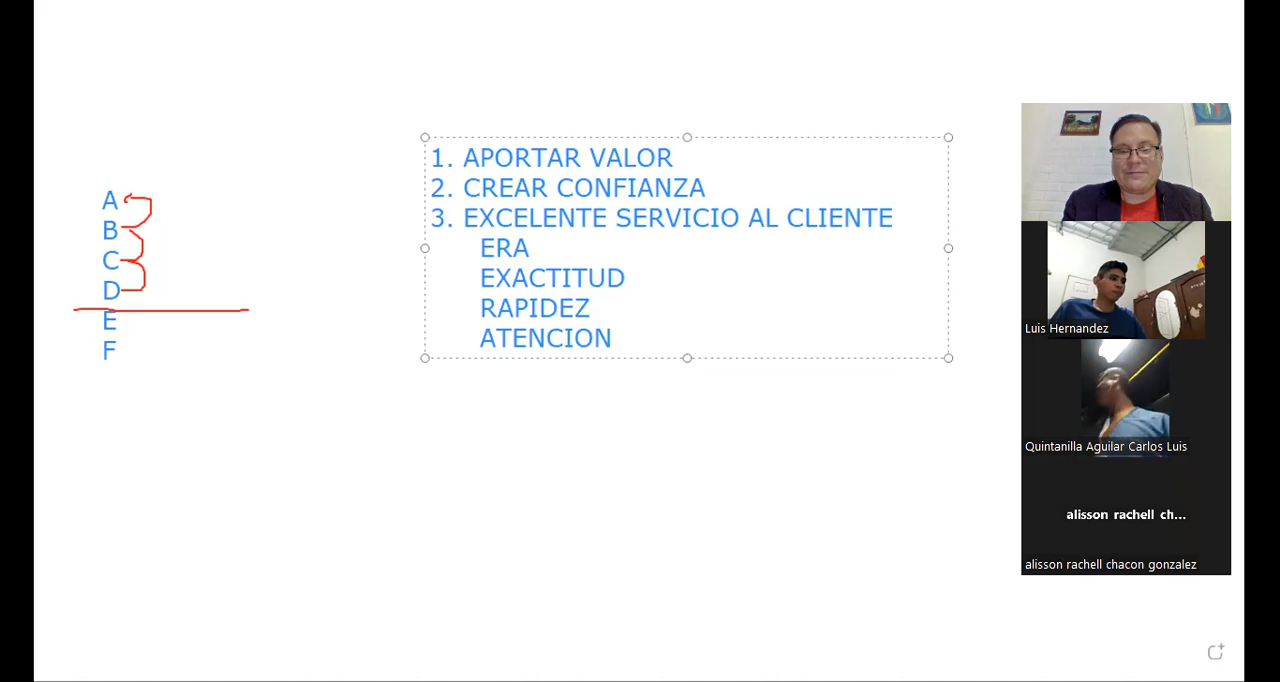 A
B
C
D
E
F
1. APORTAR VALOR
2. CREAR CONFIANZA
3. EXCELENTE SERVICIO AL CLIENTE
ERA
EXACTITUD
RAPIDEZ
ATENCION
Luis Hernandez
Quintanilla Aguilar Carlos Luis
alisson rachell ch...
alisson rachell chacon gonzalez